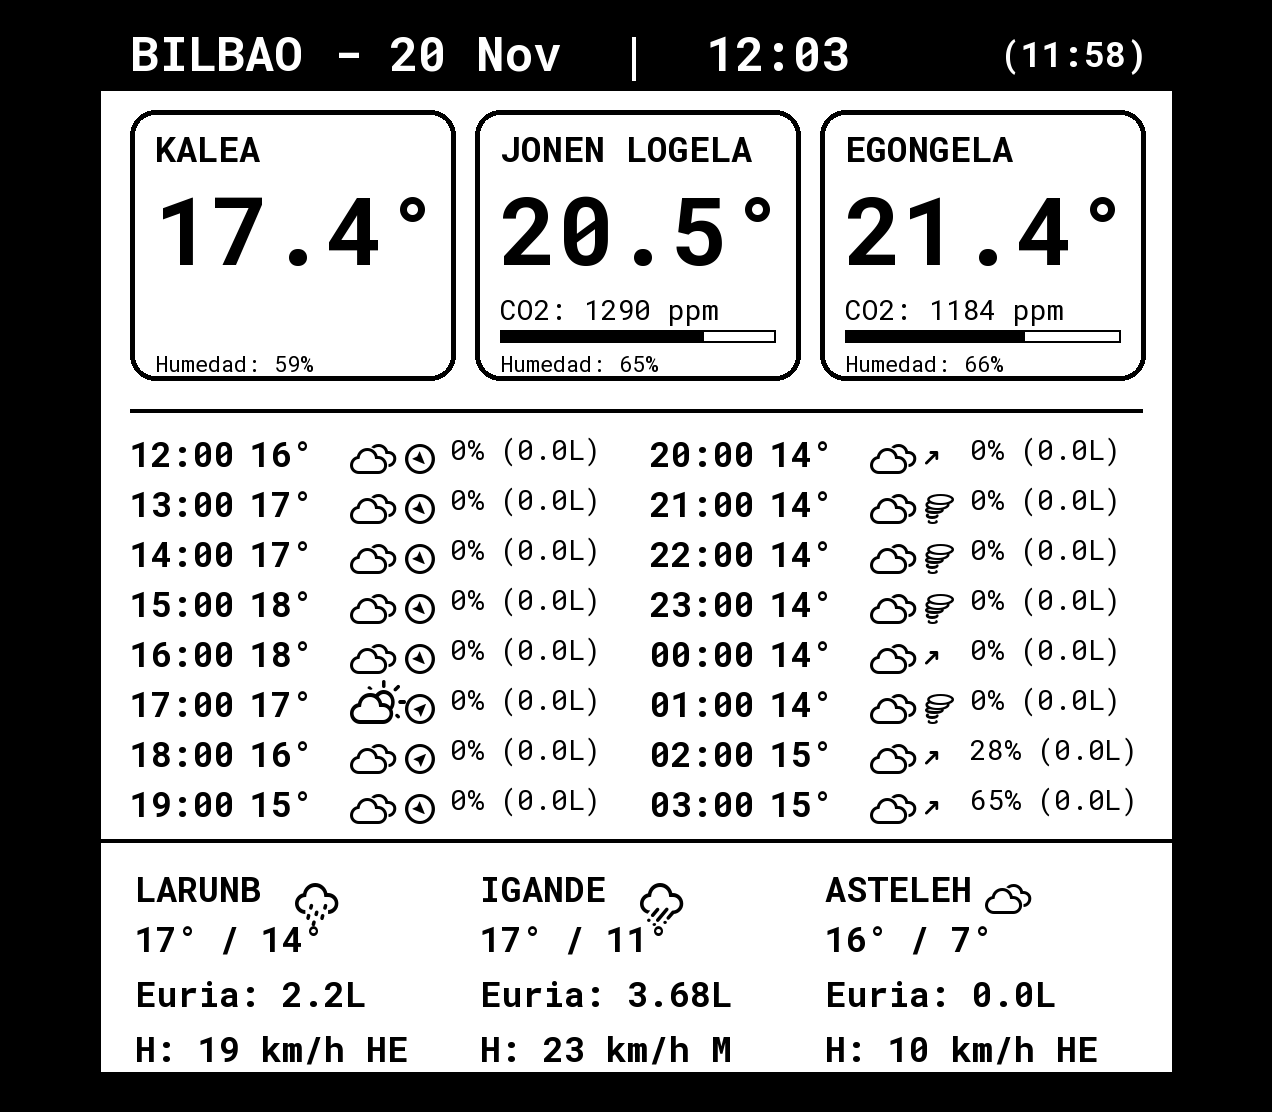 BILBAO - 20 Nov | 12:03 (11:58)
KALEA
17.4°
Humedad: 59%
JONEN LOGELA
20.5°
CO2: 1290 ppm
Humedad: 65%
EGONGELA
21.4°
CO2: 1184 ppm
Humedad: 66%
12:00 16° 0% (0.0L)
13:00 17° 0% (0.0L)
14:00 17° 0% (0.0L)
15:00 18° 0% (0.0L)
16:00 18° 0% (0.0L)
17:00 17° 0% (0.0L)
18:00 16° 0% (0.0L)
19:00 15° 0% (0.0L)
20:00 14° 0% (0.0L)
21:00 14° 0% (0.0L)
22:00 14° 0% (0.0L)
23:00 14° 0% (0.0L)
00:00 14° 0% (0.0L)
01:00 14° 0% (0.0L)
02:00 15° 28% (0.0L)
03:00 15° 65% (0.0L)
LARUNB
17° / 14°
Euria: 2.2L
H: 19 km/h HE
IGANDE
17° / 11°
Euria: 3.68L
H: 23 km/h M
ASTELEH
16° / 7°
Euria: 0.0L
H: 10 km/h HE